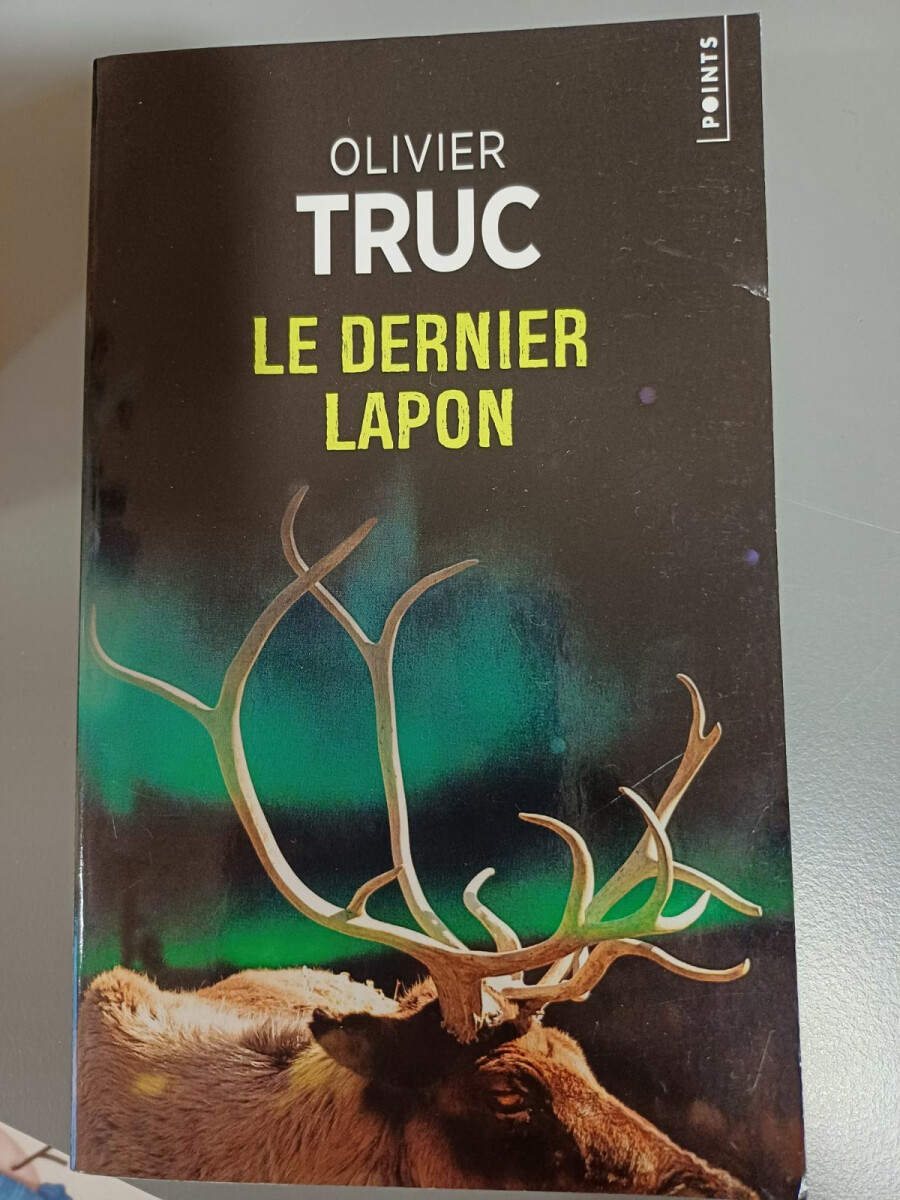 POINTS
OLIVIER
TRUC
LE DERNIER
LAPON